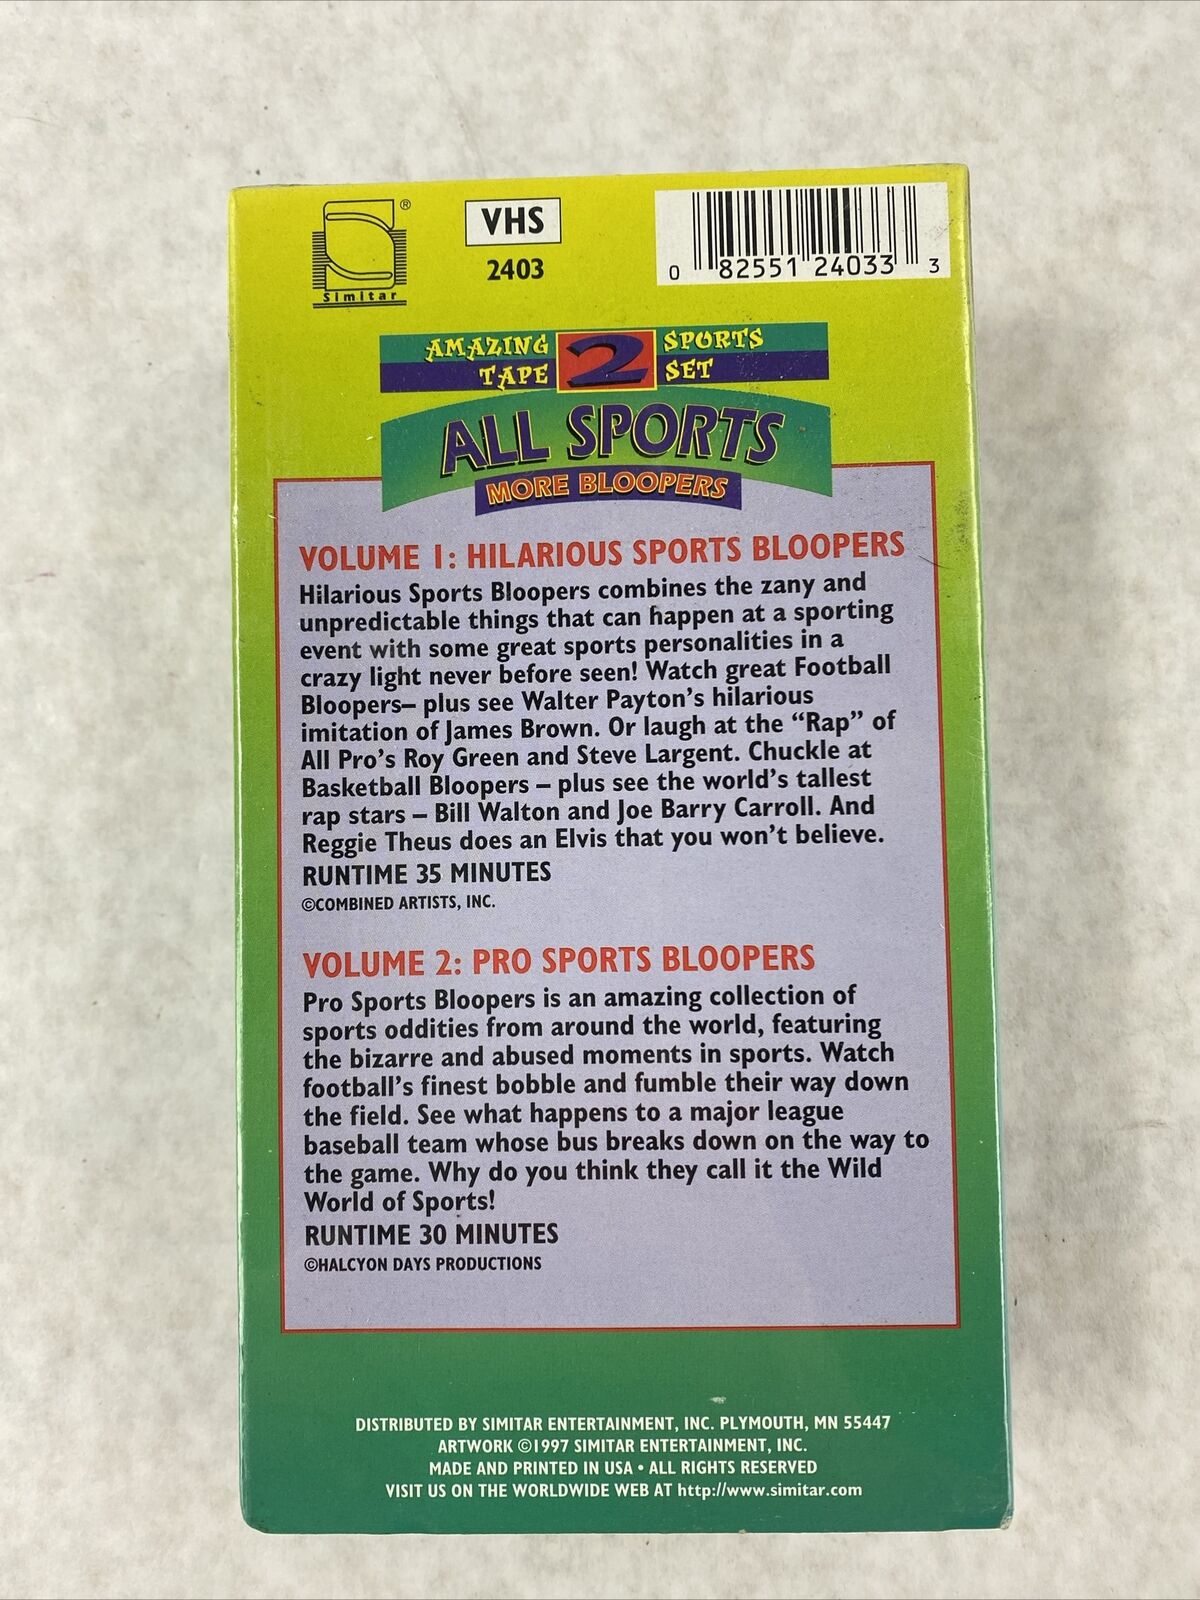 ®
Simitar
VHS
2403
0 82551 24033 3
AMAZING 2 SPORTS
TAPE SET
ALL SPORTS
MORE BLOOPERS
VOLUME 1: HILARIOUS SPORTS BLOOPERS
Hilarious Sports Bloopers combines the zany and
unpredictable things that can happen at a sporting
event with some great sports personalities in a
crazy light never before seen! Watch great Football
Bloopers– plus see Walter Payton's hilarious
imitation of James Brown. Or laugh at the “Rap” of
All Pro's Roy Green and Steve Largent. Chuckle at
Basketball Bloopers – plus see the world's tallest
rap stars – Bill Walton and Joe Barry Carroll. And
Reggie Theus does an Elvis that you won't believe.
RUNTIME 35 MINUTES
©COMBINED ARTISTS, INC.
VOLUME 2: PRO SPORTS BLOOPERS
Pro Sports Bloopers is an amazing collection of
sports oddities from around the world, featuring
the bizarre and abused moments in sports. Watch
football's finest bobble and fumble their way down
the field. See what happens to a major league
baseball team whose bus breaks down on the way to
the game. Why do you think they call it the Wild
World of Sports!
RUNTIME 30 MINUTES
©HALCYON DAYS PRODUCTIONS
DISTRIBUTED BY SIMITAR ENTERTAINMENT, INC. PLYMOUTH, MN 55447
ARTWORK ©1997 SIMITAR ENTERTAINMENT, INC.
MADE AND PRINTED IN USA • ALL RIGHTS RESERVED
VISIT US ON THE WORLDWIDE WEB AT http://www.simitar.com